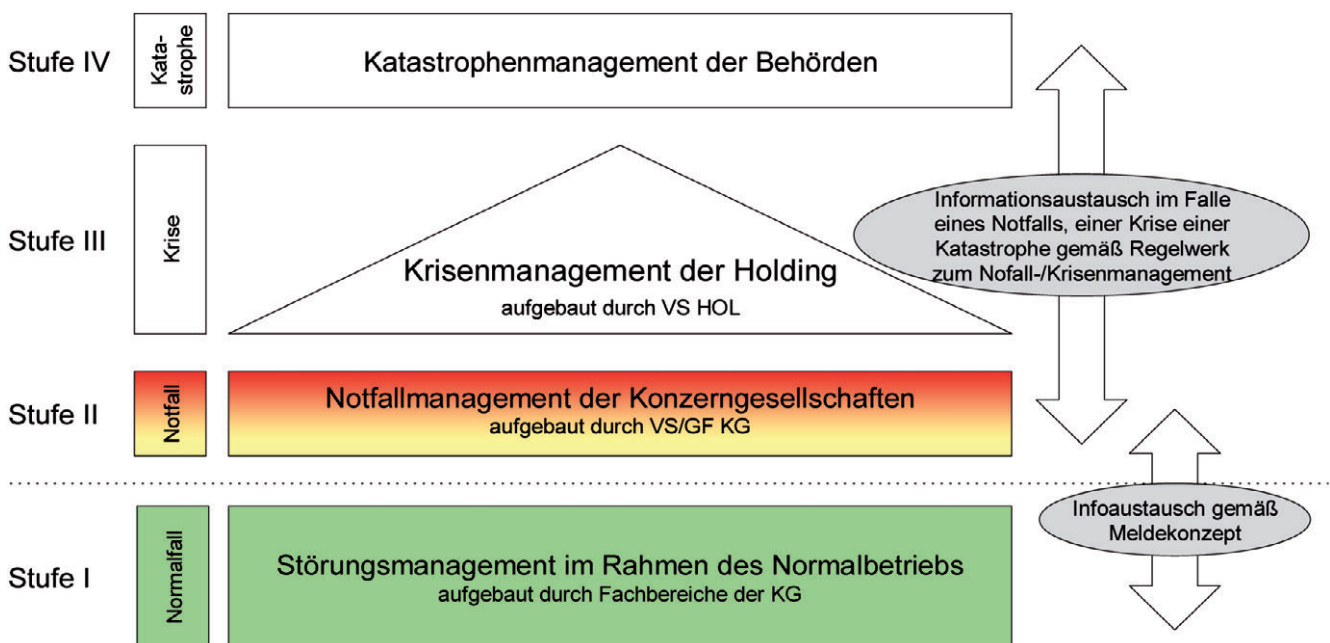 Stufe IV
Kata-
strophe
Katastrophenmanagement der Behörden
Stufe III
Krise
Krisenmanagement der Holding
aufgebaut durch VS HOL
Informationsaustausch im Falle
eines Notfalls, einer Krise einer
Katastrophe gemäß Regelwerk
zum Nofall-/Krisenmanagement
Stufe II
Notfall
Notfallmanagement der Konzerngesellschaften
aufgebaut durch VS/GF KG
Infoaustausch gemäß
Meldekonzept
Stufe I
Normalfall
Störungsmanagement im Rahmen des Normalbetriebs
aufgebaut durch Fachbereiche der KG